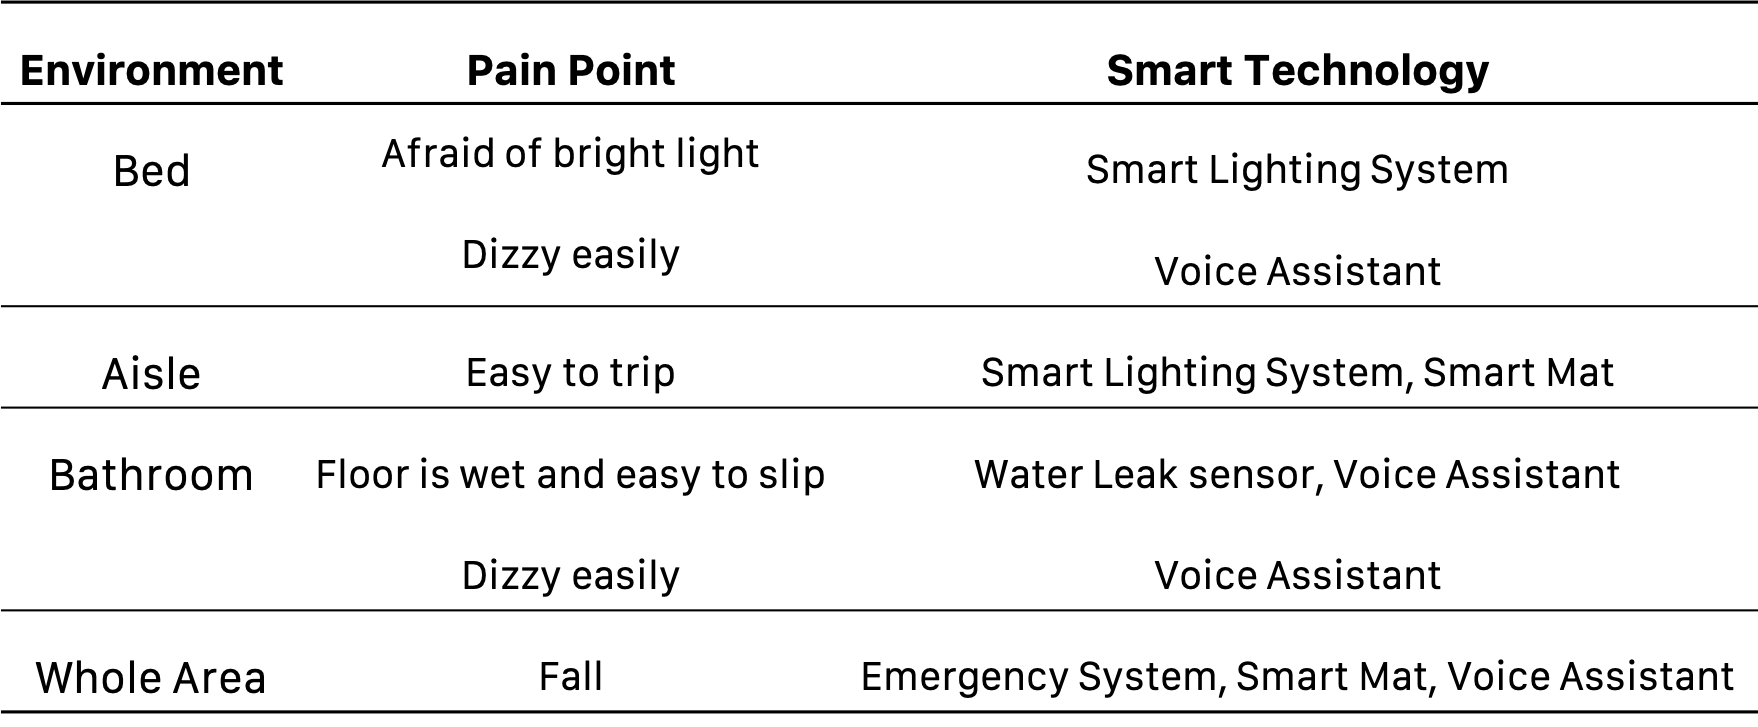 Environment Pain Point Smart Technology
Bed Afraid of bright light Smart Lighting System
Dizzy easily Voice Assistant
Aisle Easy to trip Smart Lighting System, Smart Mat
Bathroom Floor is wet and easy to slip Water Leak sensor, Voice Assistant
Dizzy easily Voice Assistant
Whole Area Fall Emergency System, Smart Mat, Voice Assistant